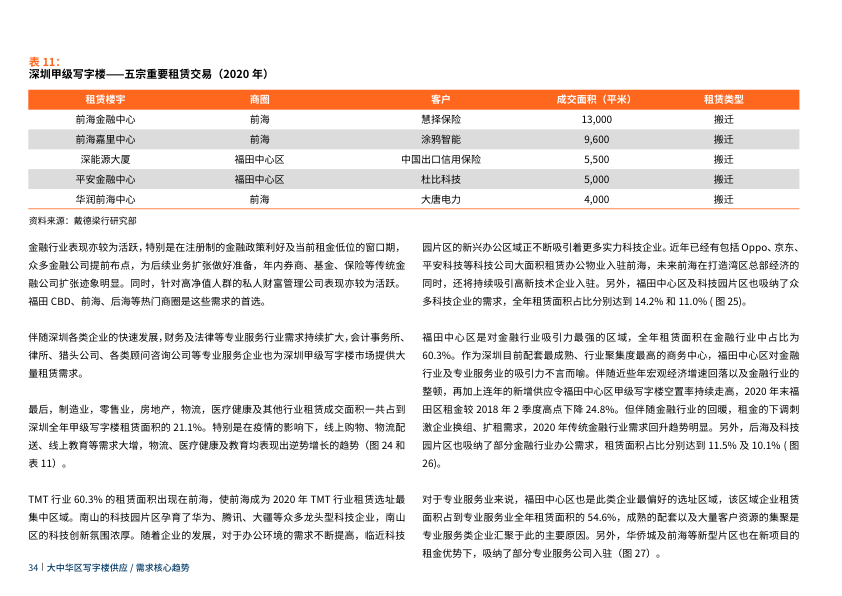 表 11：
深圳甲级写字楼——五宗重要租赁交易（2020 年）
租赁楼宇 商圈 客户 成交面积（平米） 租赁类型
前海金融中心 前海 慧择保险 13,000 搬迁
前海嘉里中心 前海 涂鸦智能 9,600 搬迁
深能源大厦 福田中心区 中国出口信用保险 5,500 搬迁
平安金融中心 福田中心区 杜比科技 5,000 搬迁
华润前海中心 前海 大唐电力 4,000 搬迁
资料来源：戴德梁行研究部
金融行业表现亦较为活跃，特别是在注册制的金融政策利好及当前租金低位的窗口期，
众多金融公司提前布点，为后续业务扩张做好准备，年内券商、基金、保险等传统金
融公司扩张迹象明显。同时，针对高净值人群的私人财富管理公司表现亦较为活跃。
福田 CBD、前海、后海等热门商圈是这些需求的首选。
伴随深圳各类企业的快速发展，财务及法律等专业服务行业需求持续扩大，会计事务所、
律所、猎头公司、各类顾问咨询公司等专业服务企业也为深圳甲级写字楼市场提供大
量租赁需求。
最后，制造业，零售业，房地产，物流，医疗健康及其他行业租赁成交面积一共占到
深圳全年甲级写字楼租赁面积的 21.1%。特别是在疫情的影响下，线上购物、物流配
送、线上教育等需求大增，物流、医疗健康及教育均表现出逆势增长的趋势（图 24 和
表 11）。
TMT 行业 60.3% 的租赁面积出现在前海，使前海成为 2020 年 TMT 行业租赁选址最
集中区域。南山的科技园片区孕育了华为、腾讯、大疆等众多龙头型科技企业，南山
区的科技创新氛围浓厚。随着企业的发展，对于办公环境的需求不断提高，临近科技
园片区的新兴办公区域正不断吸引着更多实力科技企业。近年已经有包括 Oppo、京东、
平安科技等科技公司大面积租赁办公物业入驻前海，未来前海在打造湾区总部经济的
同时，还将持续吸引高新技术企业入驻。另外，福田中心区及科技园片区也吸纳了众
多科技企业的需求，全年租赁面积占比分别达到 14.2% 和 11.0% ( 图 25)。
福田中心区是对金融行业吸引力最强的区域，全年租赁面积在金融行业中占比为
60.3%。作为深圳目前配套最成熟、行业聚集度最高的商务中心，福田中心区对金融
行业及专业服务业的吸引力不言而喻。伴随近些年宏观经济增速回落以及金融行业的
整顿，再加上连年的新增供应令福田中心区甲级写字楼空置率持续走高，2020 年末福
田区租金较 2018 年 2 季度高点下降 24.8%。但伴随金融行业的回暖，租金的下调刺
激企业换组、扩租需求，2020 年传统金融行业需求回升趋势明显。另外，后海及科技
园片区也吸纳了部分金融行业办公需求，租赁面积占比分别达到 11.5% 及 10.1% ( 图
26)。
对于专业服务业来说，福田中心区也是此类企业最偏好的选址区域，该区域企业租赁
面积占到专业服务业全年租赁面积的 54.6%，成熟的配套以及大量客户资源的集聚是
专业服务类企业汇聚于此的主要原因。另外，华侨城及前海等新型片区也在新项目的
租金优势下，吸纳了部分专业服务公司入驻（图 27）。
34 | 大中华区写字楼供应 / 需求核心趋势